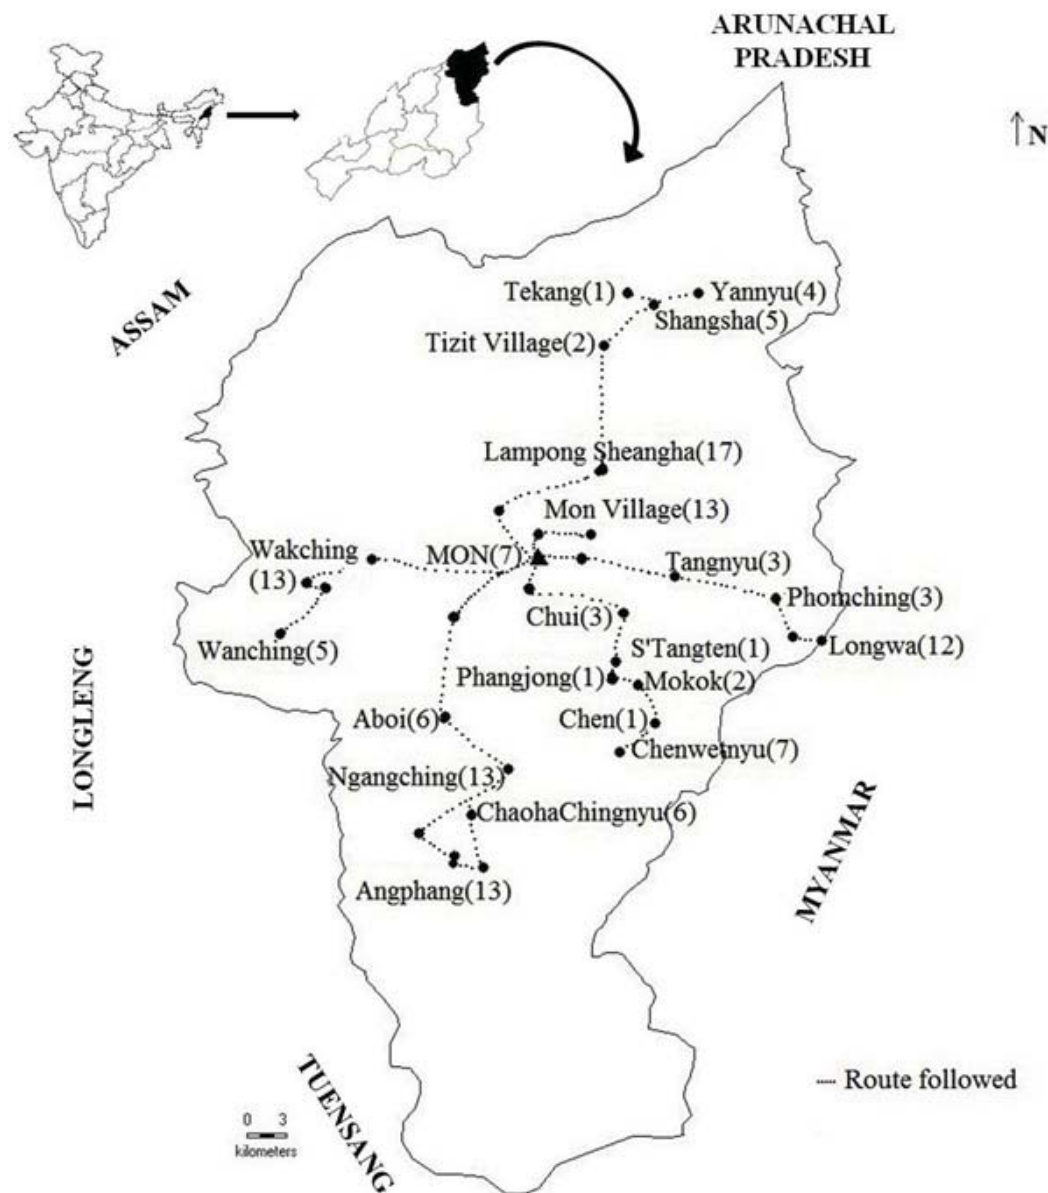 ARUNACHAL
PRADESH
N
ASSAM
Tekang(1)
Yannyu(4)
Shangsha(5)
Tizit Village(2)
Lampong Sheangha(17)
Mon Village(13)
Wakching
(13)
MON(7)
Tangnyu(3)
Phomching(3)
Chui(3)
Longwa(12)
Wanching(5)
S'Tangten(1)
Phangjong(1)
Mokok(2)
LONGLENG
Aboi(6)
Chen(1)
Chenwetnyu(7)
Ngangching(13)
ChaohaChingnyu(6)
MYANMAR
Angphang(13)
TUENSANG
Route followed
0 3
kilometers